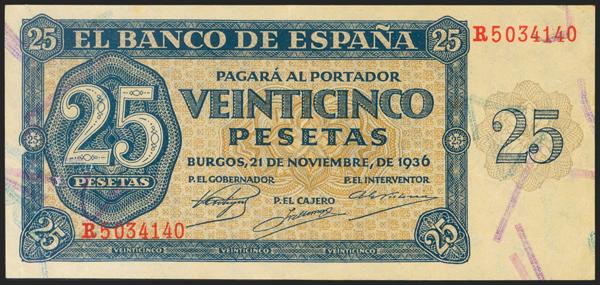 25 EL BANCO DE ESPAÑA 25
R5034140
PAGARÁ AL PORTADOR
VEINTICINCO
PESETAS
25
PESETAS
25
BURGOS, 21 DE NOVIEMBRE, DE 1936
P. EL GOBERNADOR P. EL INTERVENTOR
P. EL CAJERO
R5034140
25 25
VEINTICINCO VEINTICINCO VEINTICINCO